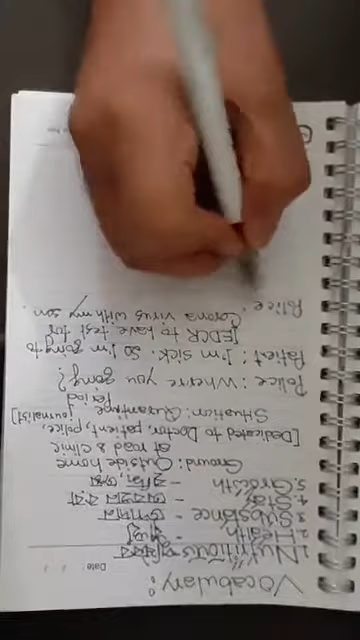 Vocabulary:
Date:
1. Nutritious -
2. Health -
3. Substance -
4. Stay -
5. Growth -
Ground: Outside home
at road & clinic
[Dedicated to Doctor, patient, police, journalist]
Situation: Quarantine
Period
Police: Where you going?
Patient: I'm sick. So I'm going to
IEDCR to have test for
Corona virus with my son.
Police: